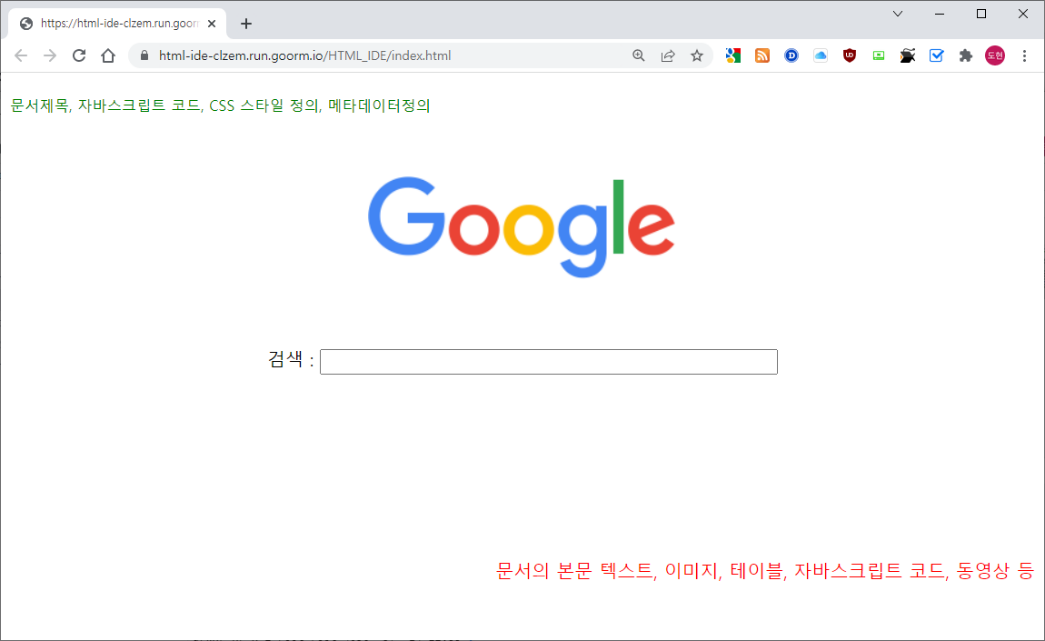 https://html-ide-clzem.run.goorm
html-ide-clzem.run.goorm.io/HTML_IDE/index.html
도현
문서제목, 자바스크립트 코드, CSS 스타일 정의, 메타데이터정의
Google
검색 :
문서의 본문 텍스트, 이미지, 테이블, 자바스크립트 코드, 동영상 등